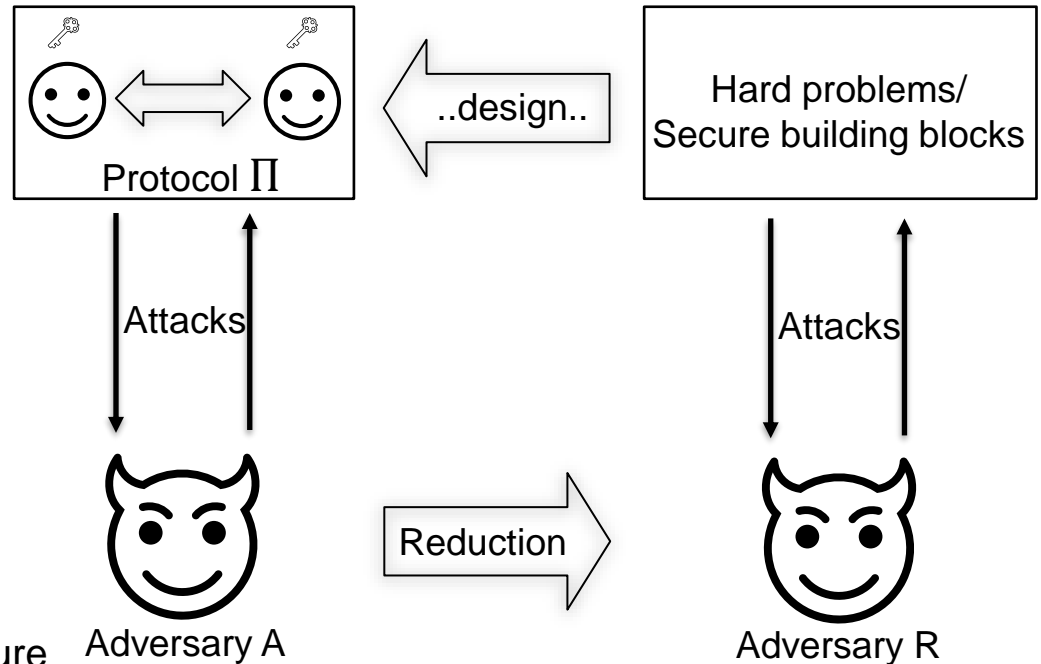 ..design..
Hard problems/
Secure building blocks
Protocol Π
Attacks
Attacks
Reduction
Adversary A
Adversary R